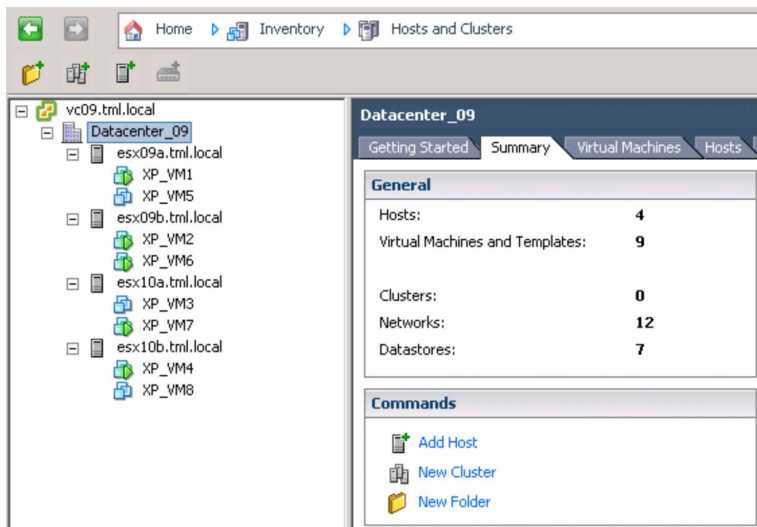 Home Inventory Hosts and Clusters
vc09.tml.local
Datacenter_09
esx09a.tml.local
XP_VM1
XP_VM5
esx09b.tml.local
XP_VM2
XP_VM6
esx10a.tml.local
XP_VM3
XP_VM7
esx10b.tml.local
XP_VM4
XP_VM8
Datacenter_09
Getting Started Summary Virtual Machines Hosts
General
Hosts: 4
Virtual Machines and Templates: 9
Clusters: 0
Networks: 12
Datastores: 7
Commands
Add Host
New Cluster
New Folder